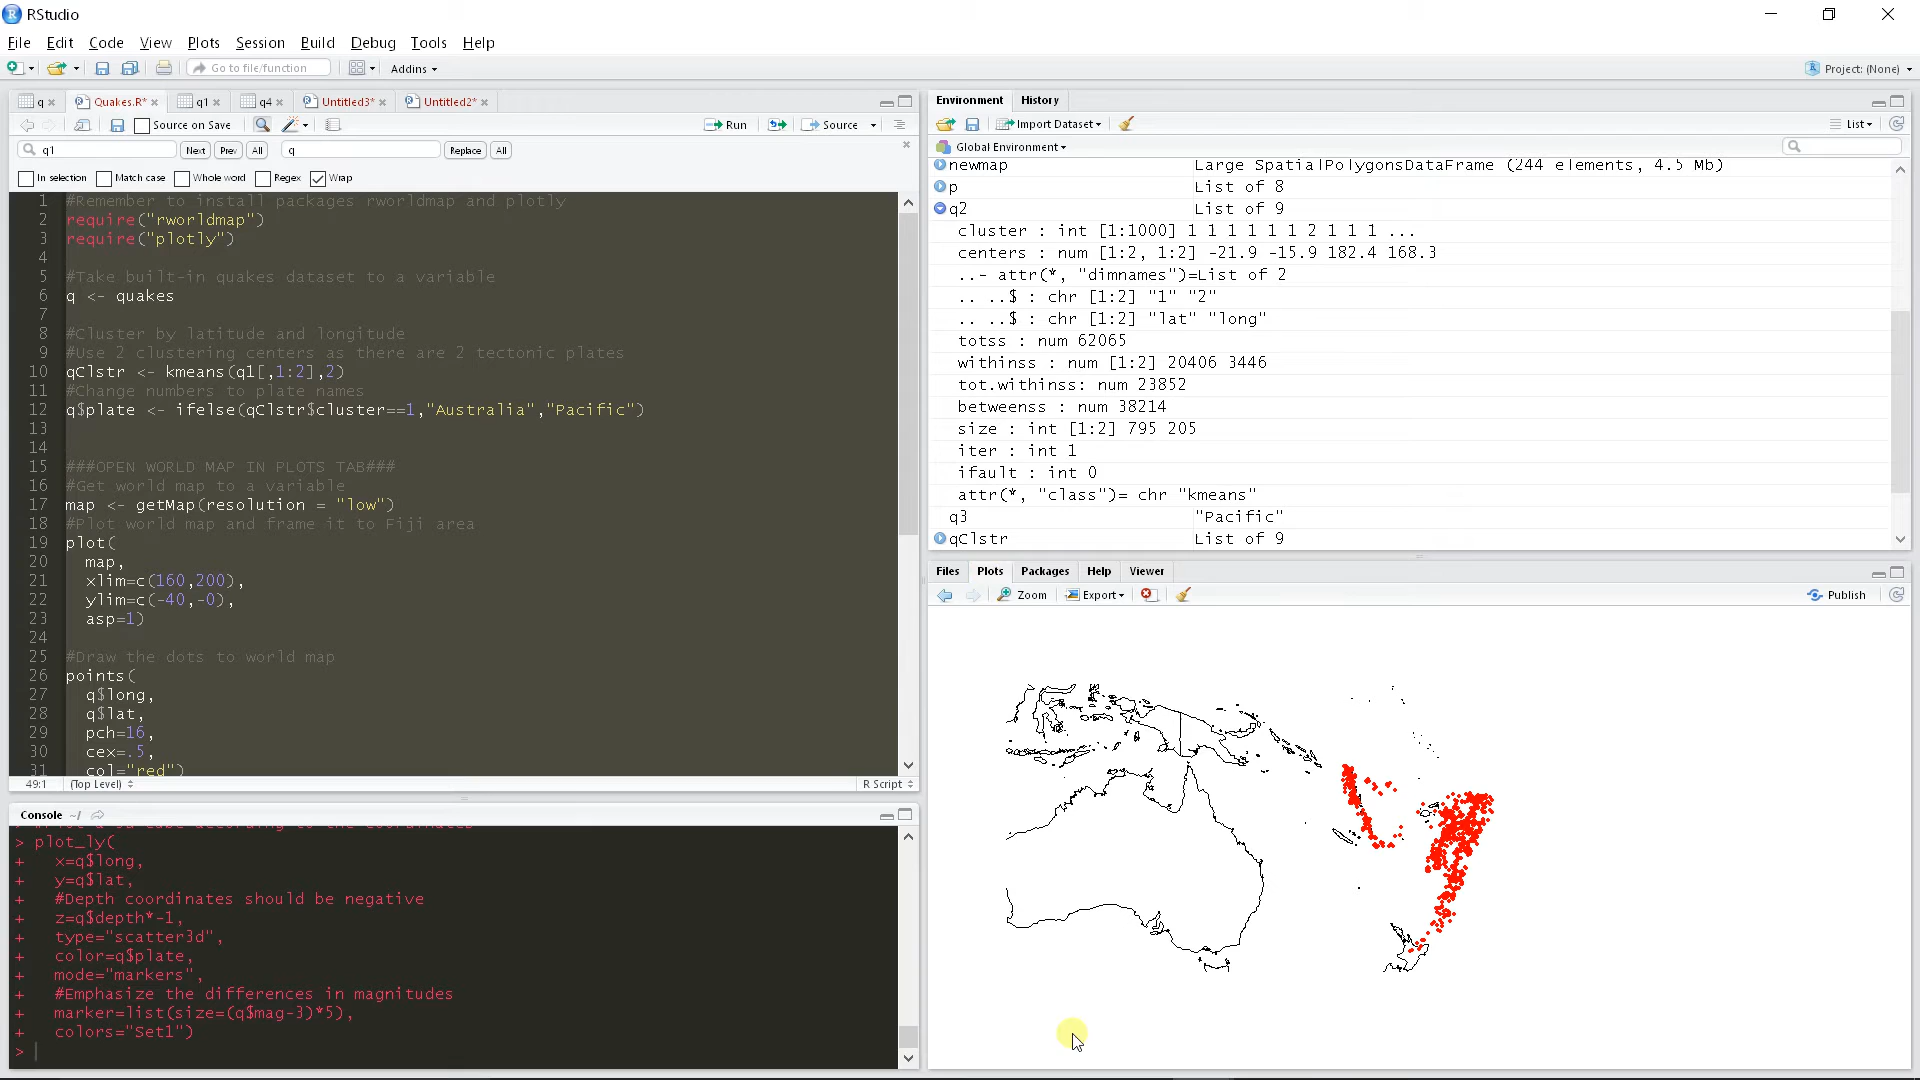 RStudio
File Edit Code View Plots Session Build Debug Tools Help
Go to file/function Addins Project: (None)
q Quakes.R* q1 q4 Untitled3* Untitled2*
Source on Save Run Source
q1 Next Prev All q Replace All
In selection Match case Whole word Regex Wrap
1 #Remember to install packages rworldmap and plotly
2 require("rworldmap")
3 require("plotly")
4
5 #Take built-in quakes dataset to a variable
6 q <- quakes
7
8 #Cluster by latitude and longitude
9 #Use 2 clustering centers as there are 2 tectonic plates
10 qClstr <- kmeans(q1[,1:2],2)
11 #Change numbers to plate names
12 q$plate <- ifelse(qClstr$cluster==1,"Australia","Pacific")
13
14
15 ###OPEN WORLD MAP IN PLOTS TAB###
16 #Get world map to a variable
17 map <- getMap(resolution = "low")
18 #Plot world map and frame it to Fiji area
19 plot(
20 map,
21 xlim=c(160,200),
22 ylim=c(-40,-0),
23 asp=1)
24
25 #Draw the dots to world map
26 points(
27 q$long,
28 q$lat,
29 pch=16,
30 cex=.5,
31 col="red")
49:1 (Top Level) R Script
Console ~/
> plot_ly(
+ x=q$long,
+ y=q$lat,
+ #Depth coordinates should be negative
+ z=q$depth*-1,
+ type="scatter3d",
+ color=q$plate,
+ mode="markers",
+ #Emphasize the differences in magnitudes
+ marker=list(size=(q$mag-3)*5),
+ colors="Set1")
>
Environment History
Import Dataset List
Global Environment
newmap Large SpatialPolygonsDataFrame (244 elements, 4.5 Mb)
p List of 8
q2 List of 9
cluster : int [1:1000] 1 1 1 1 1 1 2 1 1 1 ...
centers : num [1:2, 1:2] -21.9 -15.9 182.4 168.3
..- attr(*, "dimnames")=List of 2
.. ..$ : chr [1:2] "1" "2"
.. ..$ : chr [1:2] "lat" "long"
totss : num 62065
withinss : num [1:2] 20406 3446
tot.withinss: num 23852
betweenss : num 38214
size : int [1:2] 795 205
iter : int 1
ifault : int 0
attr(*, "class")= chr "kmeans"
q3 "Pacific"
qClstr List of 9
Files Plots Packages Help Viewer
Zoom Export Publish